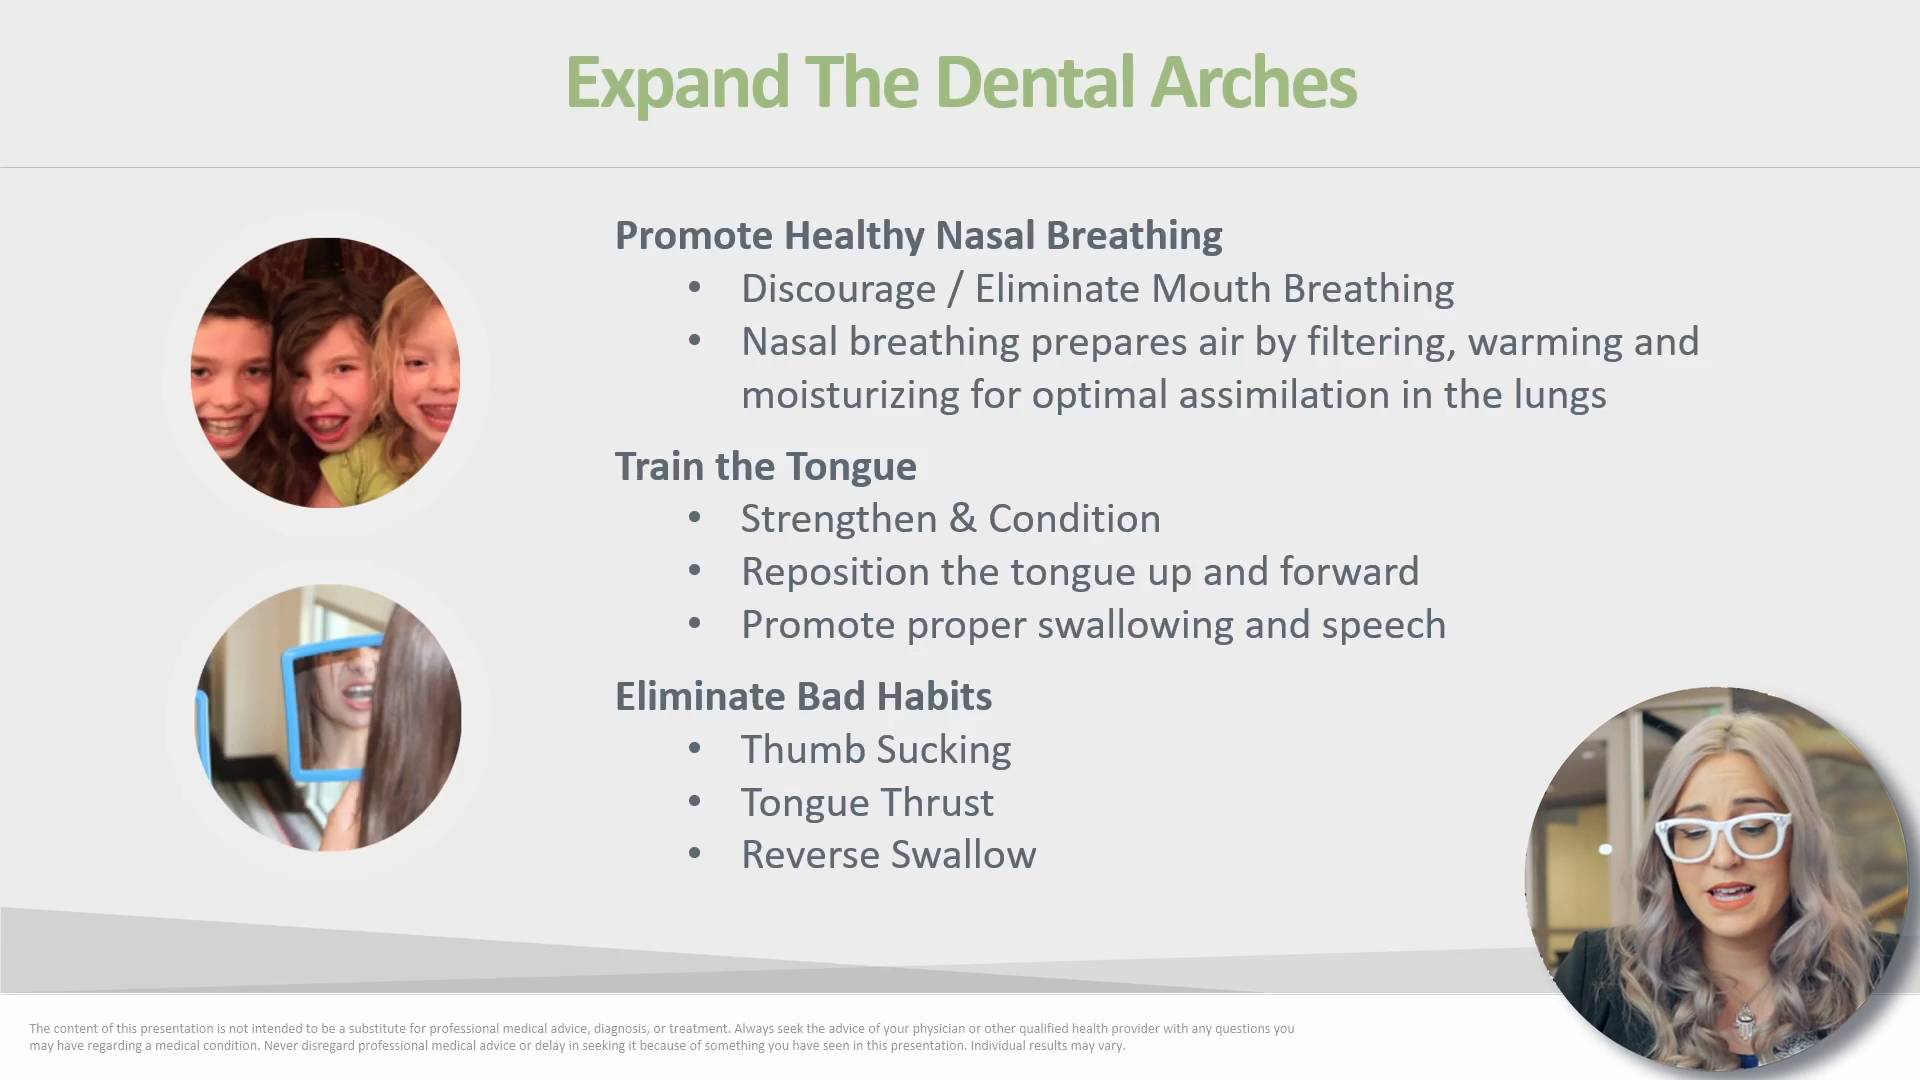 Expand The Dental Arches
Promote Healthy Nasal Breathing
• Discourage / Eliminate Mouth Breathing
• Nasal breathing prepares air by filtering, warming and
moisturizing for optimal assimilation in the lungs
Train the Tongue
• Strengthen & Condition
• Reposition the tongue up and forward
• Promote proper swallowing and speech
Eliminate Bad Habits
• Thumb Sucking
• Tongue Thrust
• Reverse Swallow
The content of this presentation is not intended to be a substitute for professional medical advice, diagnosis, or treatment. Always seek the advice of your physician or other qualified health provider with any questions you
may have regarding a medical condition. Never disregard professional medical advice or delay in seeking it because of something you have seen in this presentation. Individual results may vary.